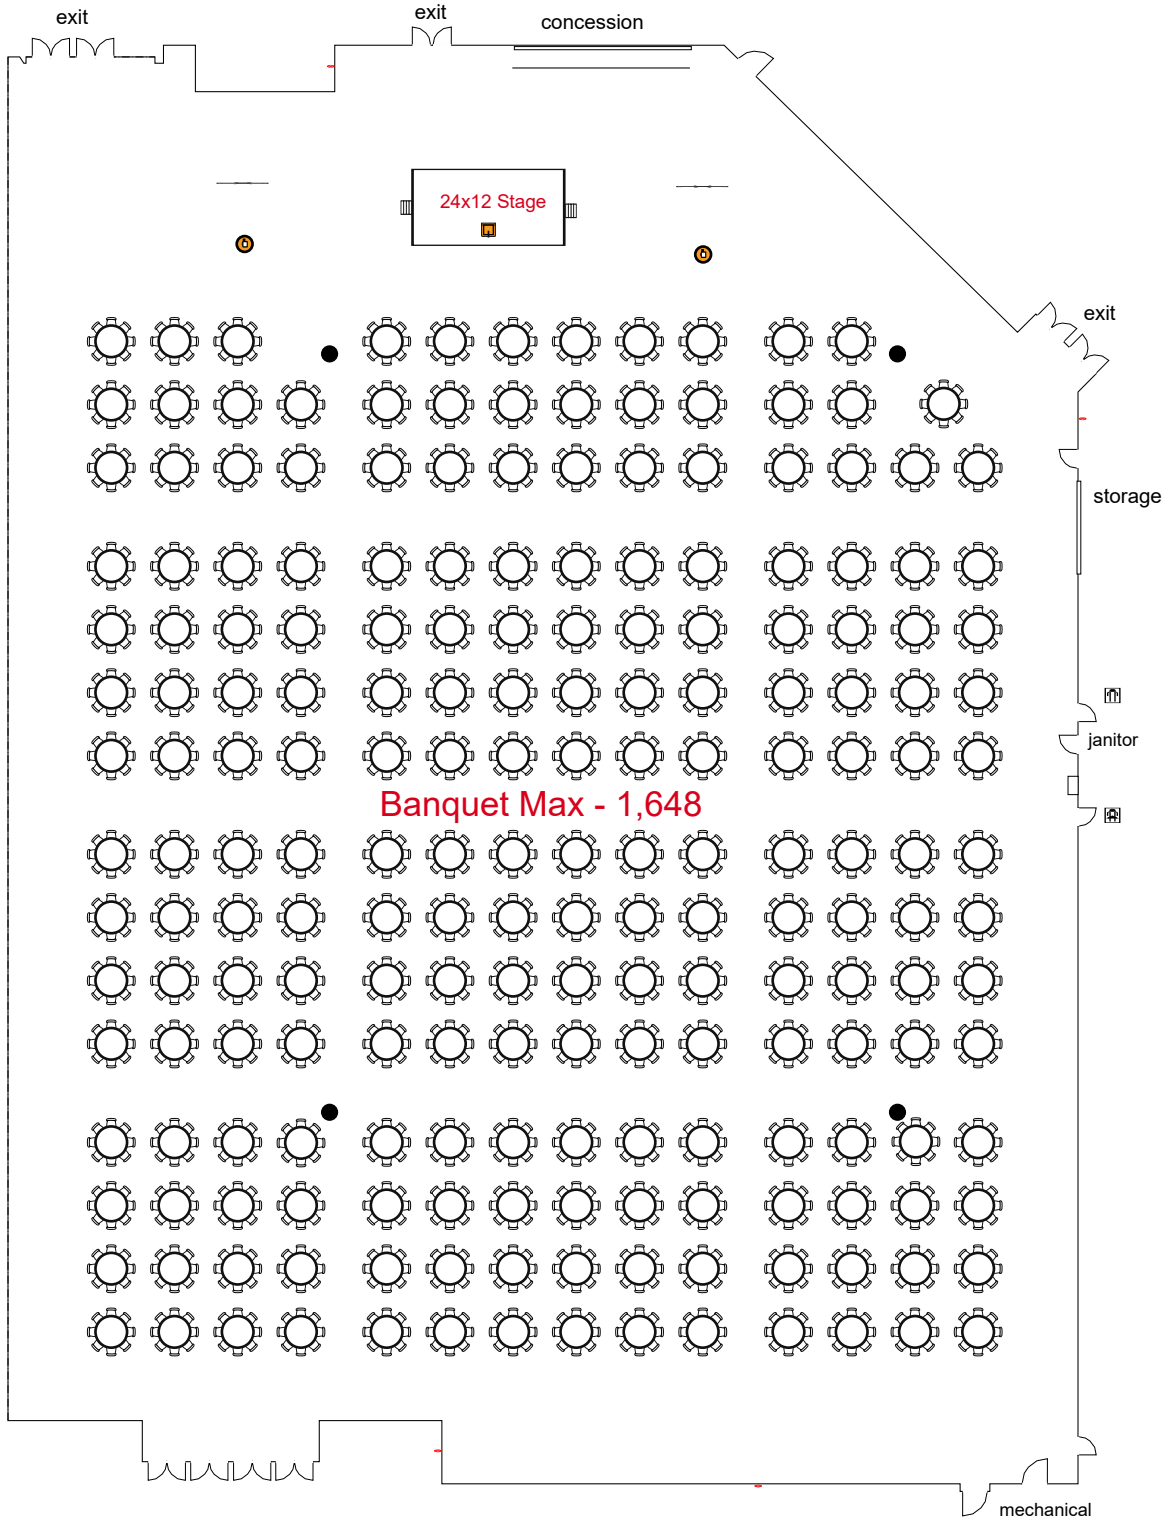 exit
exit
concession
24x12 Stage
exit
storage
janitor
Banquet Max - 1,648
mechanical